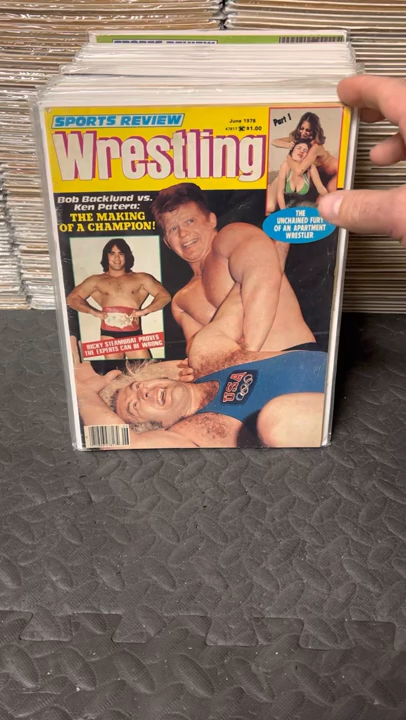 SPORTS REVIEW
June 1978
47617 $1.00
Wrestling
Part 1
Bob Backlund vs.
Ken Patera:
THE MAKING
OF A CHAMPION!
THE
UNCHAINED FURY
OF AN APARTMENT
WRESTLER
RICKY STEAMBOAT PROVES
THE EXPERTS CAN BE WRONG
USA